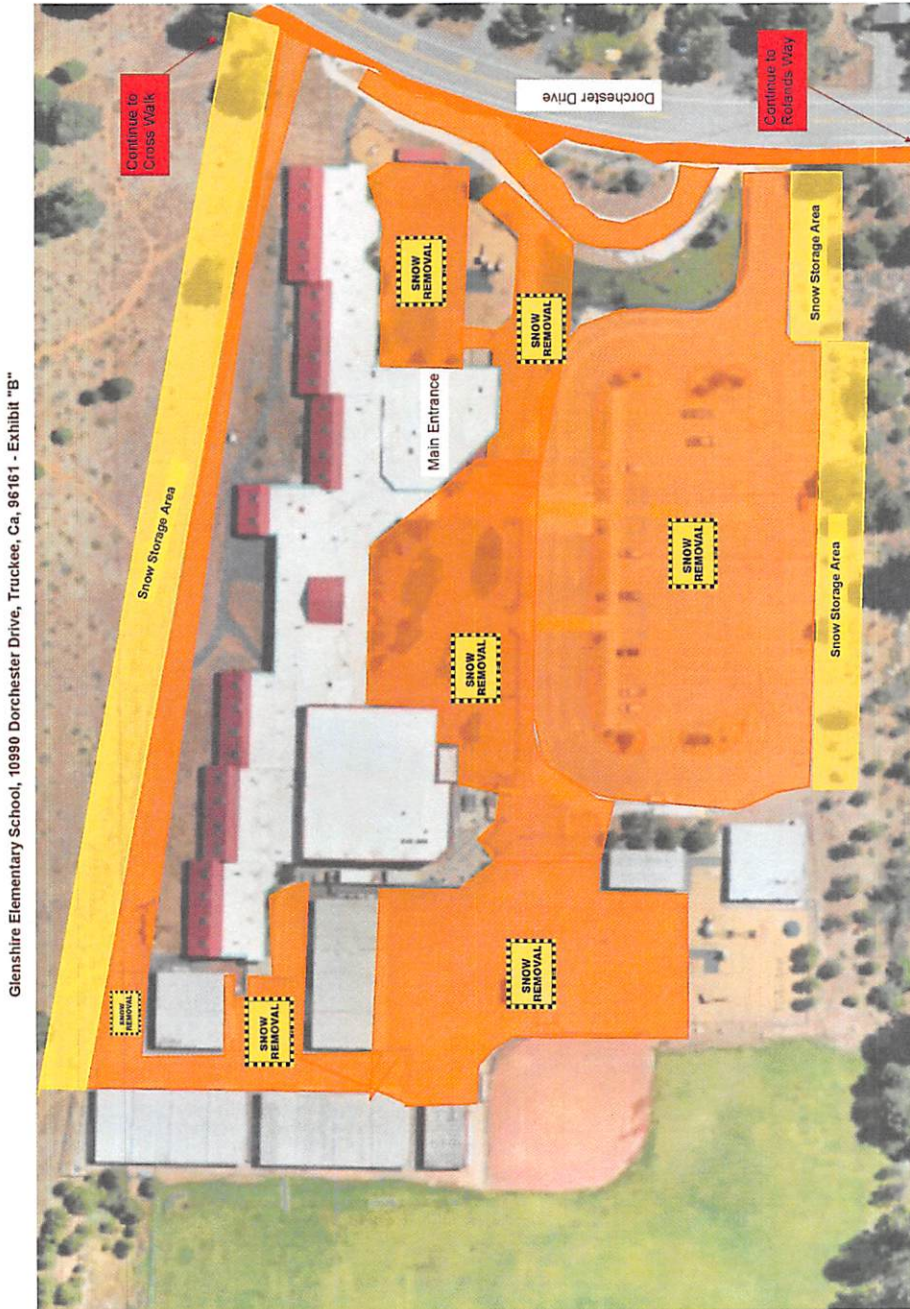 Glenshire Elementary School, 10990 Dorchester Drive, Truckee, Ca, 96161 - Exhibit "B"
Continue to
Cross Walk
Dorchester Drive
Continue to
Rolands Way
Snow Storage Area
SNOW
REMOVAL
SNOW
REMOVAL
Main Entrance
SNOW
REMOVAL
SNOW
REMOVAL
SNOW
REMOVAL
SNOW
REMOVAL
SNOW
REMOVAL
Snow Storage Area
Snow Storage Area